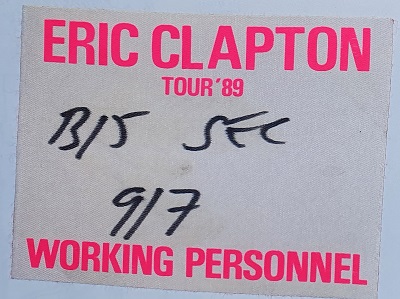 ERIC CLAPTON
TOUR '89
B/S SEC
9/7
WORKING PERSONNEL